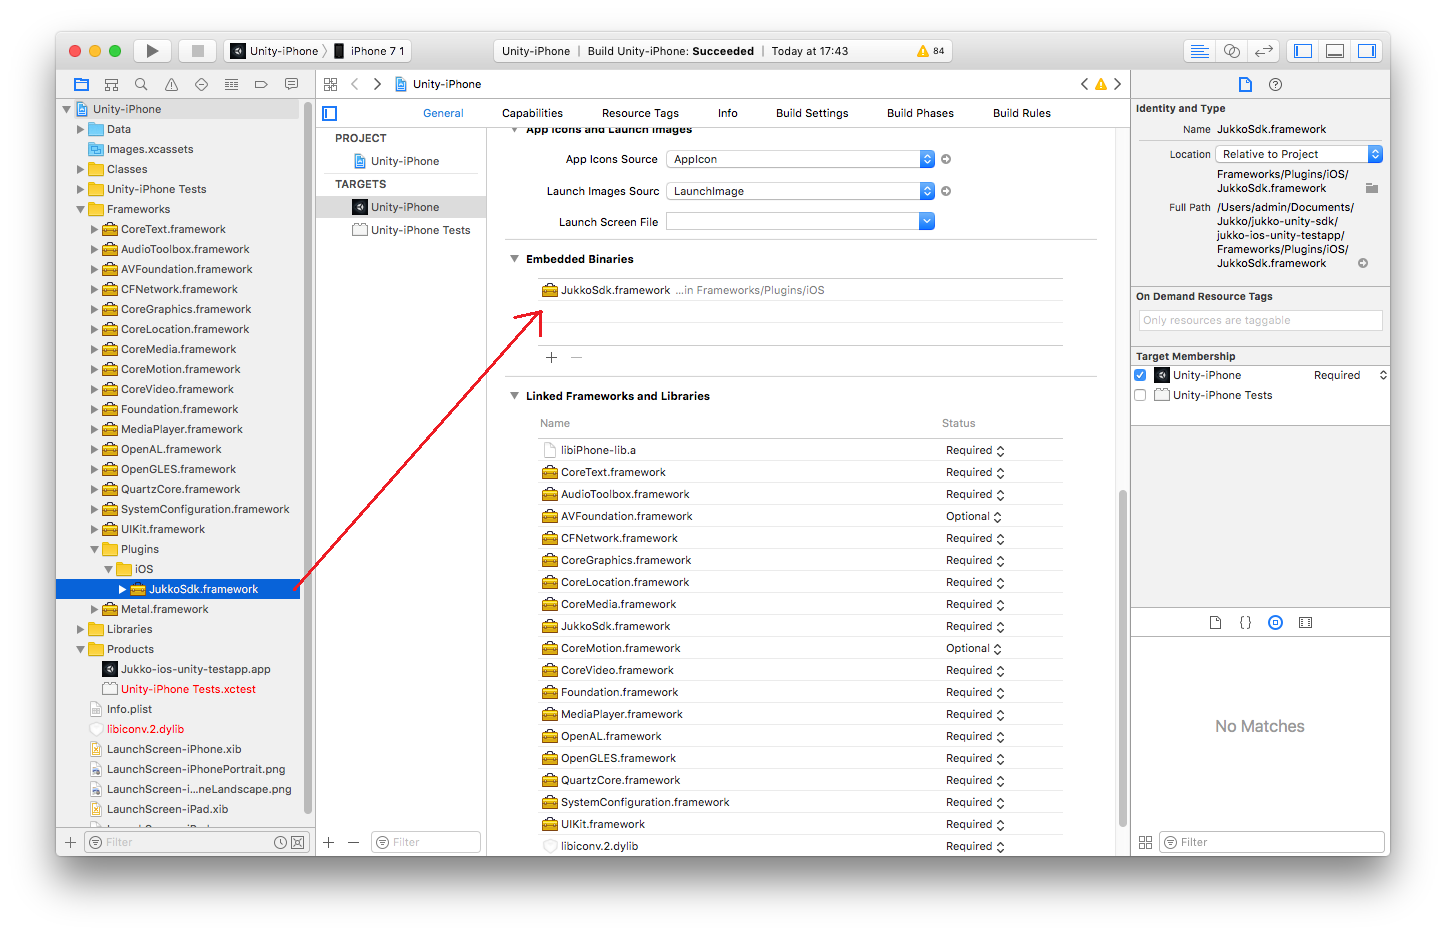 Unity-iPhone
iPhone 7 1
Unity-iPhone | Build Unity-iPhone: Succeeded | Today at 17:43
84
Unity-iPhone
Data
Images.xcassets
Classes
Unity-iPhone Tests
Frameworks
CoreText.framework
AudioToolbox.framework
AVFoundation.framework
CFNetwork.framework
CoreGraphics.framework
CoreLocation.framework
CoreMedia.framework
CoreMotion.framework
CoreVideo.framework
Foundation.framework
MediaPlayer.framework
OpenAL.framework
OpenGLES.framework
QuartzCore.framework
SystemConfiguration.framework
UIKit.framework
Plugins
iOS
JukkoSdk.framework
Metal.framework
Libraries
Products
Jukko-ios-unity-testapp.app
Unity-iPhone Tests.xctest
Info.plist
libiconv.2.dylib
LaunchScreen-iPhone.xib
LaunchScreen-iPhonePortrait.png
LaunchScreen-i...neLandscape.png
LaunchScreen-iPad.xib
Filter
Unity-iPhone
General
Capabilities
Resource Tags
Info
Build Settings
Build Phases
Build Rules
PROJECT
Unity-iPhone
TARGETS
Unity-iPhone
Unity-iPhone Tests
Filter
App Icons and Launch Images
App Icons Source AppIcon
Launch Images Sourc LaunchImage
Launch Screen File
Embedded Binaries
JukkoSdk.framework ...in Frameworks/Plugins/iOS
Linked Frameworks and Libraries
Name Status
libiPhone-lib.a Required
CoreText.framework Required
AudioToolbox.framework Required
AVFoundation.framework Optional
CFNetwork.framework Required
CoreGraphics.framework Required
CoreLocation.framework Required
CoreMedia.framework Required
JukkoSdk.framework Required
CoreMotion.framework Optional
CoreVideo.framework Required
Foundation.framework Required
MediaPlayer.framework Required
OpenAL.framework Required
OpenGLES.framework Required
QuartzCore.framework Required
SystemConfiguration.framework Required
UIKit.framework Required
libiconv.2.dylib Required
Identity and Type
Name JukkoSdk.framework
Location Relative to Project
Frameworks/Plugins/iOS/
JukkoSdk.framework
Full Path /Users/admin/Documents/
Jukko/jukko-unity-sdk/
jukko-ios-unity-testapp/
Frameworks/Plugins/iOS/
JukkoSdk.framework
On Demand Resource Tags
Only resources are taggable
Target Membership
Unity-iPhone Required
Unity-iPhone Tests
No Matches
Filter